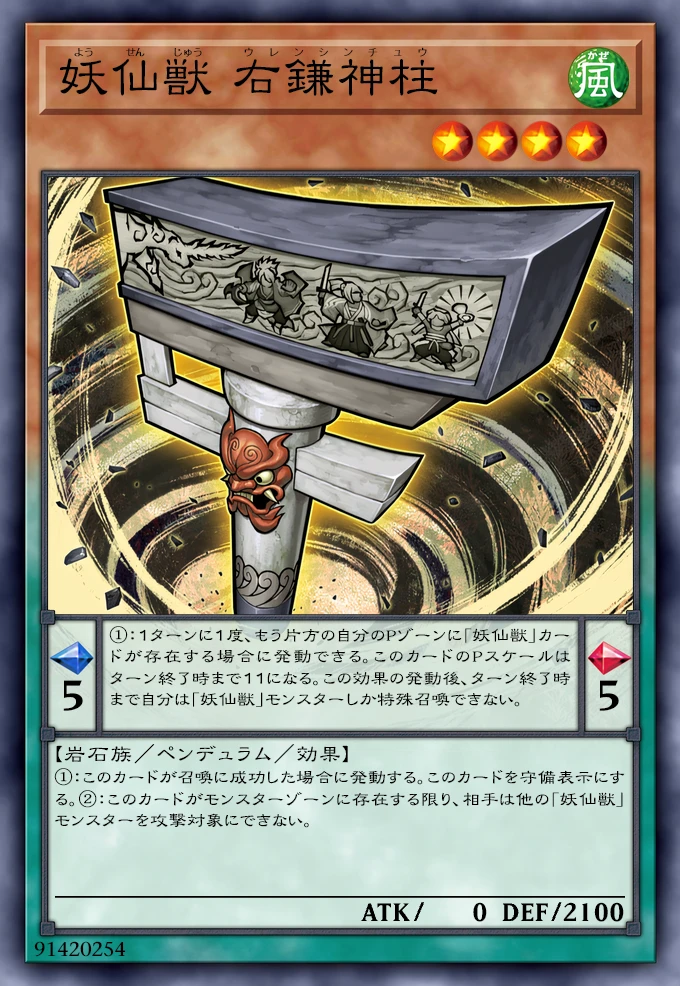 よう せん じゅう ウレンシンチュウ
妖仙獣 右鎌神柱
かぜ
風
①：1ターンに1度、もう片方の自分のPゾーンに「妖仙獣」カー
ドが存在する場合に発動できる。このカードのPスケールは
ターン終了時まで11になる。この効果の発動後、ターン終了時
まで自分は「妖仙獣」モンスターしか特殊召喚できない。
5
5
【岩石族／ペンデュラム／効果】
①：このカードが召喚に成功した場合に発動する。このカードを守備表示にす
る。②：このカードがモンスターゾーンに存在する限り、相手は他の「妖仙獣」
モンスターを攻撃対象にできない。
ATK/ 0 DEF/2100
91420254